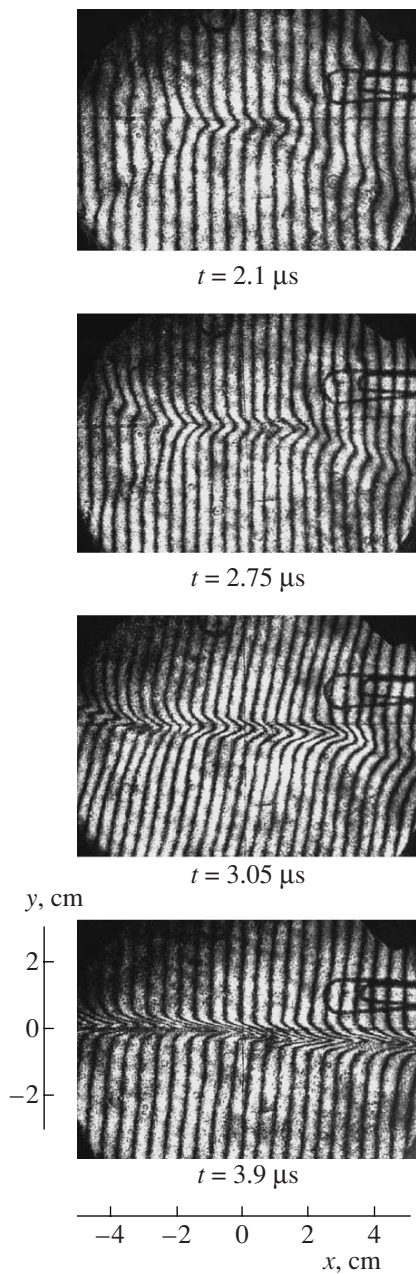 t = 2.1 μs
t = 2.75 μs
t = 3.05 μs
y, cm
2
0
−2
t = 3.9 μs
−4 −2 0 2 4
x, cm